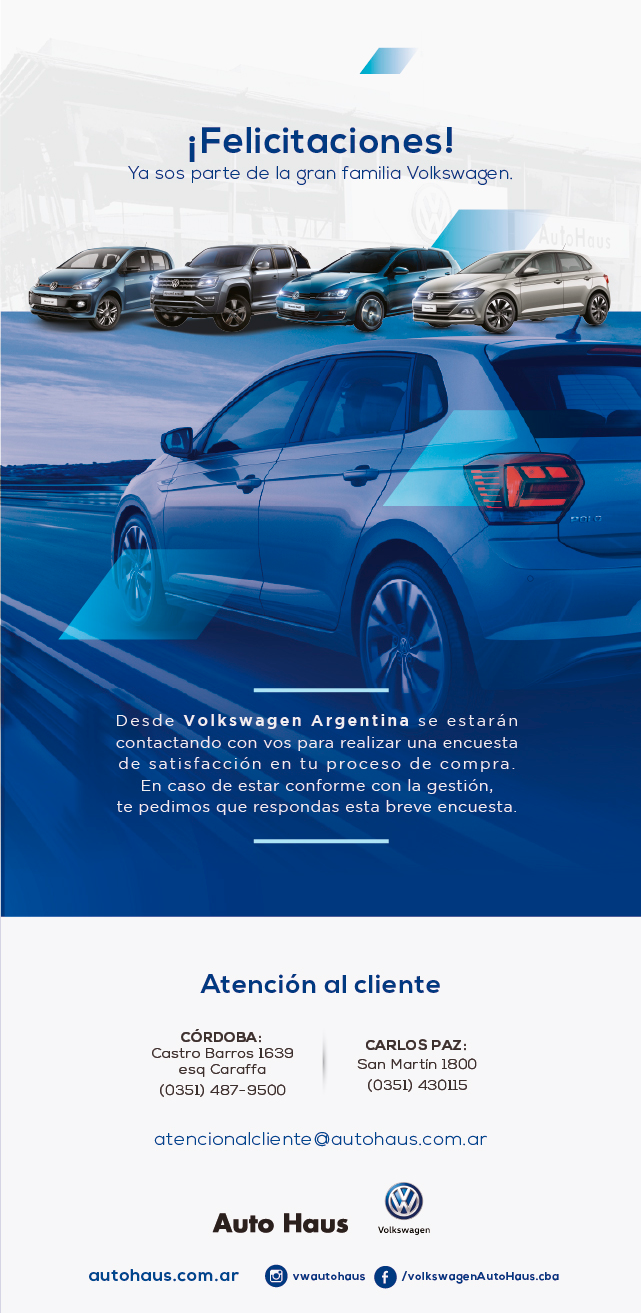 ¡Felicitaciones!
Ya sos parte de la gran familia Volkswagen.
AutoHaus
POLO
Desde Volkswagen Argentina se estarán
contactando con vos para realizar una encuesta
de satisfacción en tu proceso de compra.
En caso de estar conforme con la gestión,
te pedimos que respondas esta breve encuesta.
Atención al cliente
CÓRDOBA:
Castro Barros 1639
esq Caraffa
(0351) 487-9500
CARLOS PAZ:
San Martín 1800
(0351) 430115
atencionalcliente@autohaus.com.ar
Auto Haus
Volkswagen
autohaus.com.ar
vwautohaus
/volkswagenAutoHaus.cba